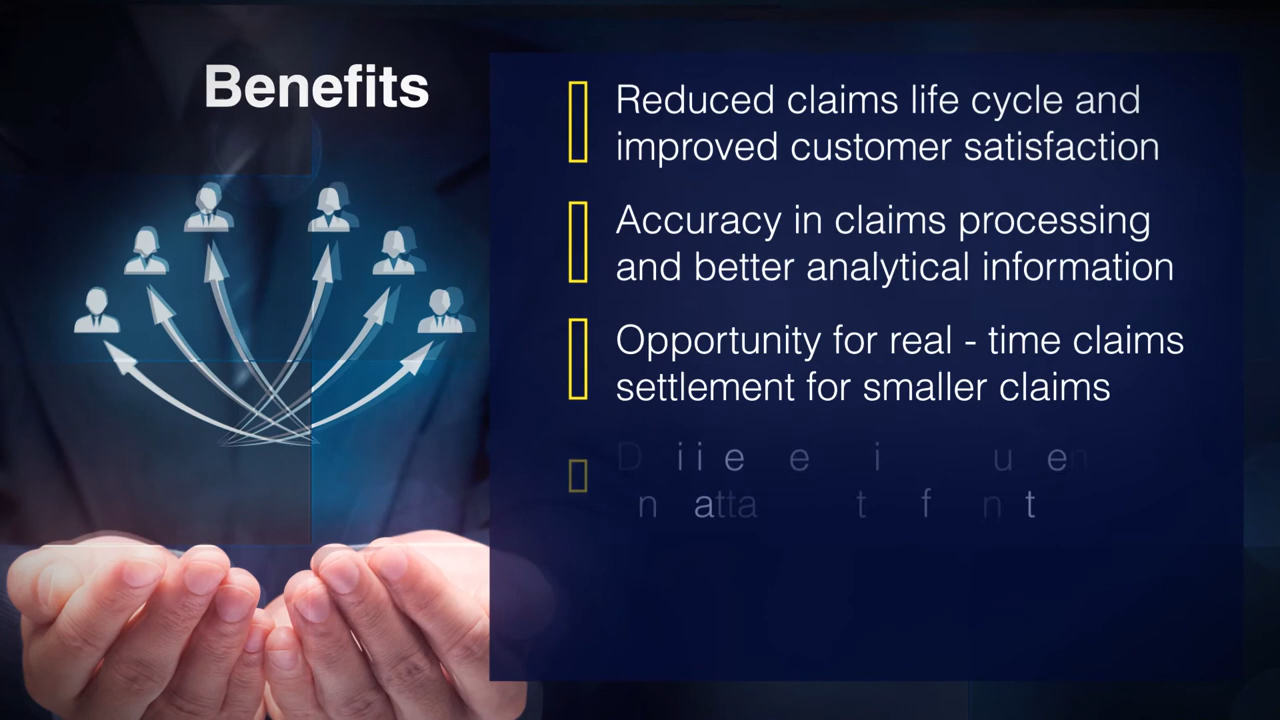 Benefits
Reduced claims life cycle and
improved customer satisfaction
Accuracy in claims processing
and better analytical information
Opportunity for real - time claims
settlement for smaller claims